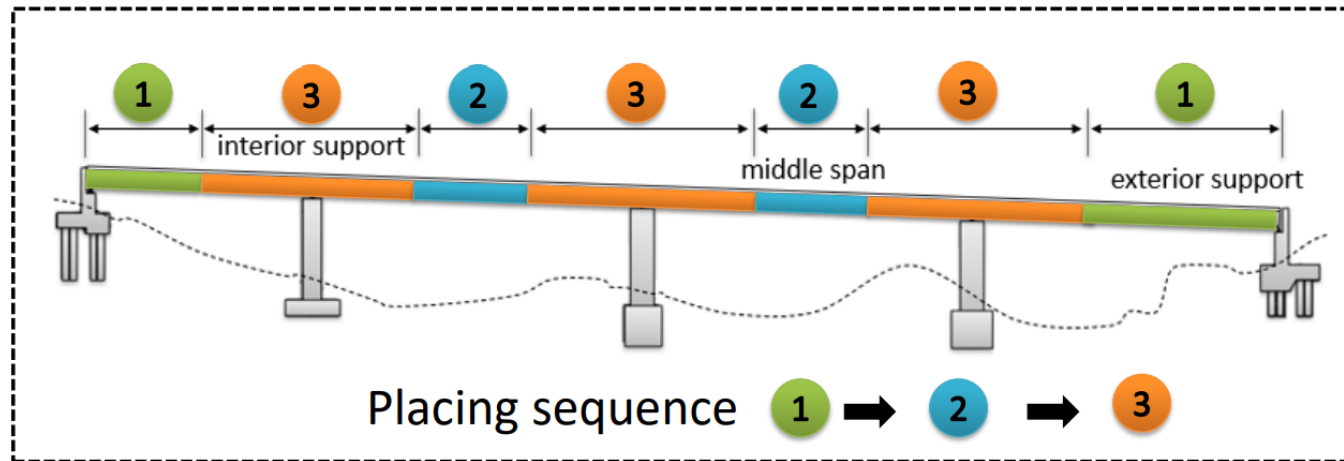 1 3 2 3 2 3 1
interior support
middle span
exterior support
Placing sequence 1 2 3